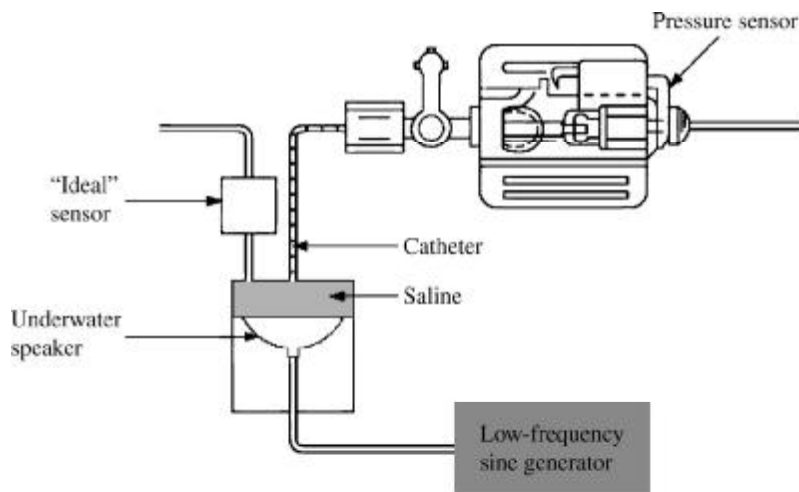 Pressure sensor
“Ideal”
sensor
Catheter
Saline
Underwater
speaker
Low-frequency
sine generator